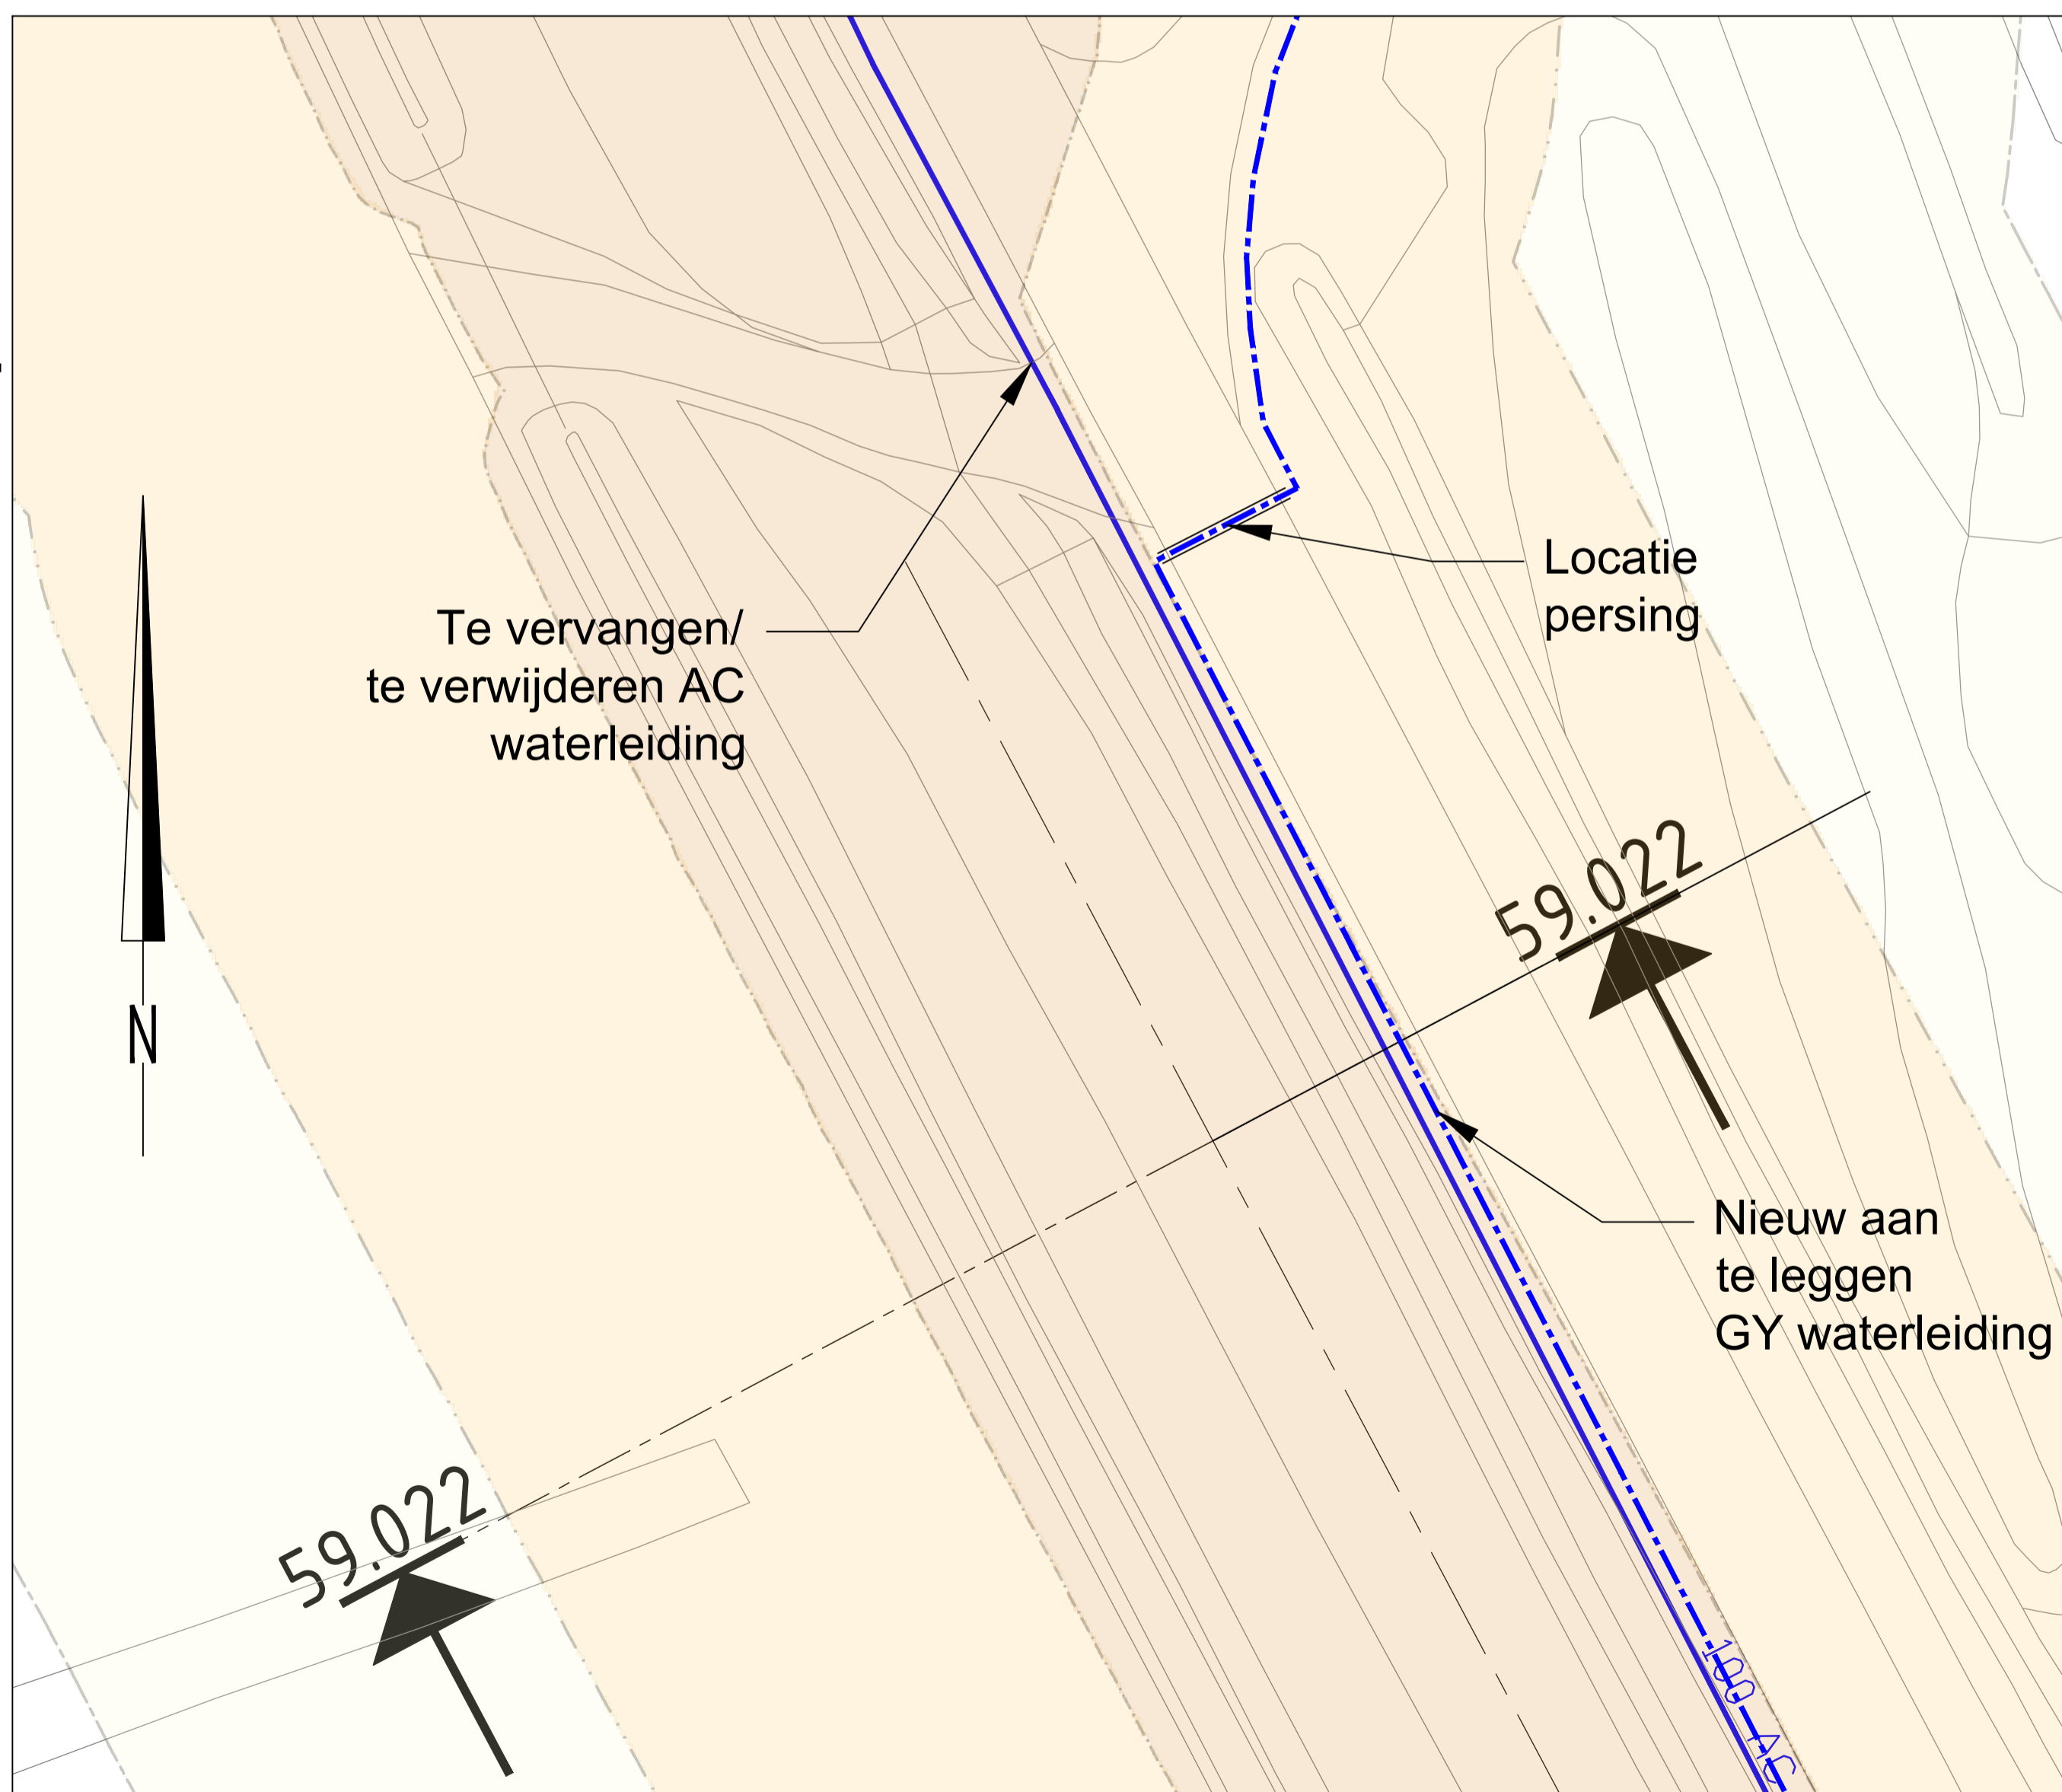 Locatie
persing
Te vervangen/
te verwijderen AC
waterleiding
59.022
N
Nieuw aan
te leggen
GY waterleiding
59.022
100 AC